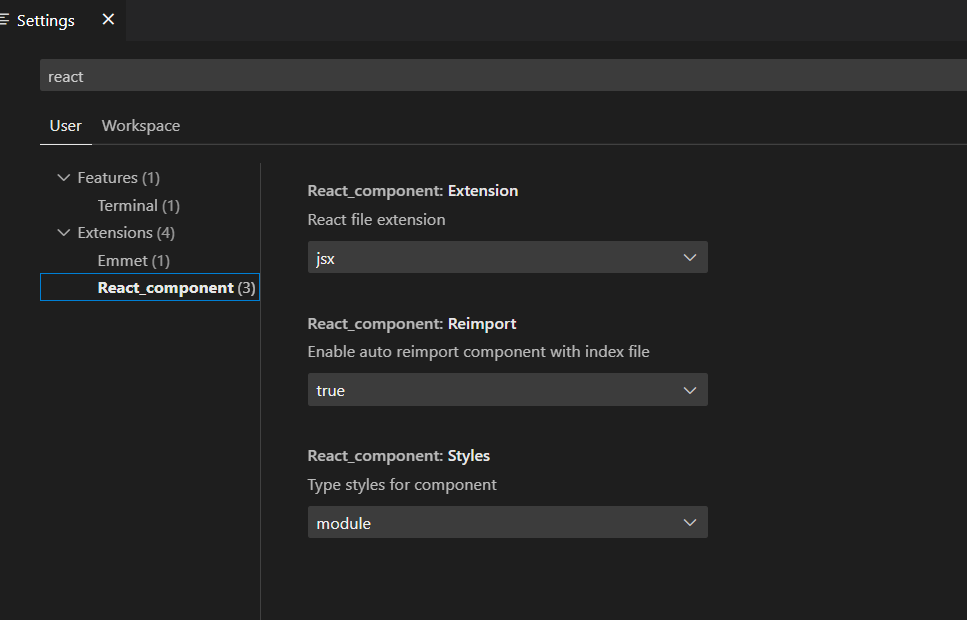 Settings
react
User Workspace
Features (1)
Terminal (1)
Extensions (4)
Emmet (1)
React_component (3)
React_component: Extension
React file extension
jsx
React_component: Reimport
Enable auto reimport component with index file
true
React_component: Styles
Type styles for component
module